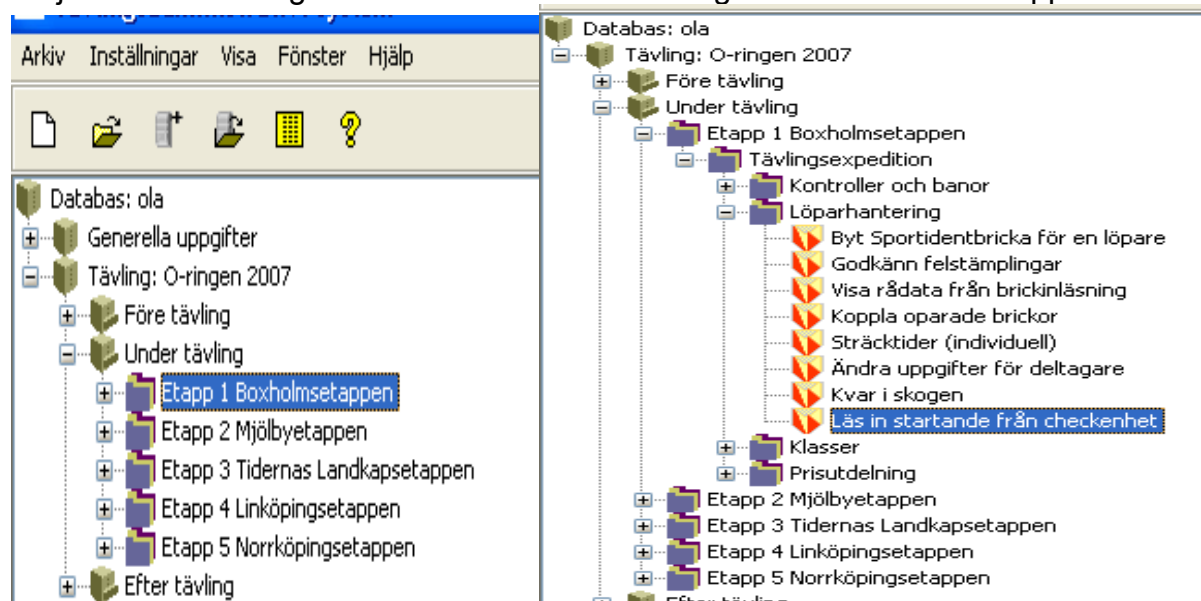 Arkiv Inställningar Visa Fönster Hjälp
Databas: ola
Generella uppgifter
Tävling: O-ringen 2007
Före tävling
Under tävling
Etapp 1 Boxholmsetappen
Etapp 2 Mjölbyetappen
Etapp 3 Tidernas Landkapsetappen
Etapp 4 Linköpingsetappen
Etapp 5 Norrköpingsetappen
Efter tävling
Databas: ola
Tävling: O-ringen 2007
Före tävling
Under tävling
Etapp 1 Boxholmsetappen
Tävlingsexpedition
Kontroller och banor
Löparhantering
Byt Sportidentbricka för en löpare
Godkänn felstämplingar
Visa rådata från brickinläsning
Koppla oparade brickor
Sträcktider (individuell)
Ändra uppgifter för deltagare
Kvar i skogen
Läs in startande från checkenhet
Klasser
Prisutdelning
Etapp 2 Mjölbyetappen
Etapp 3 Tidernas Landkapsetappen
Etapp 4 Linköpingsetappen
Etapp 5 Norrköpingsetappen
Efter tävling